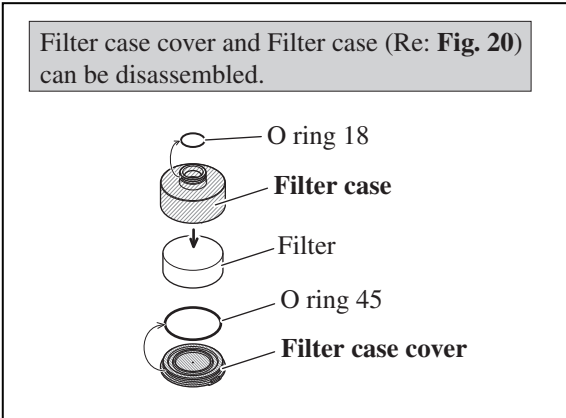 Filter case cover and Filter case (Re: Fig. 20)
can be disassembled.
O ring 18
Filter case
Filter
O ring 45
Filter case cover